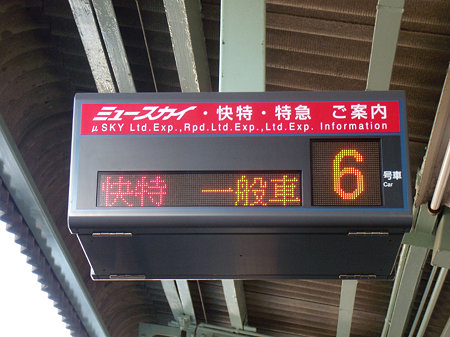 ミュースカイ・快特・特急 ご案内
μSKY Ltd.Exp.,Rpd.Ltd.Exp.,Ltd.Exp. Information
快特 一般車 6 号車
Car